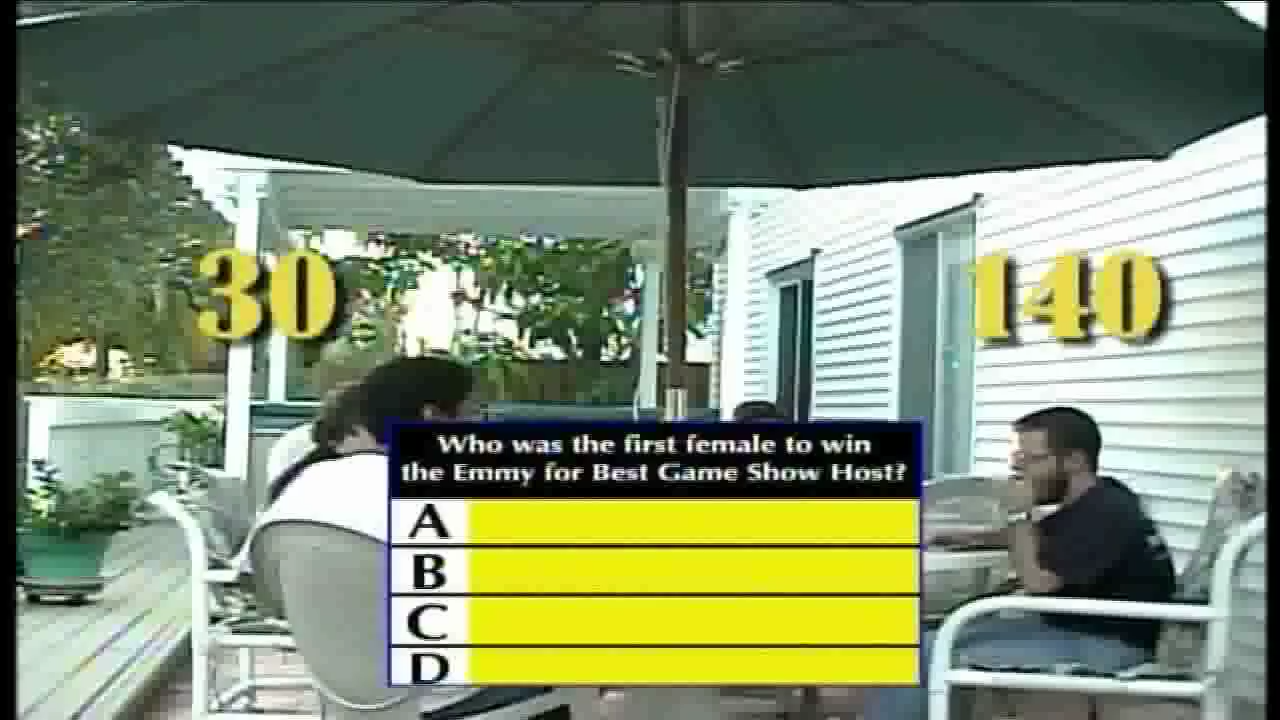 30
140
Who was the first female to win
the Emmy for Best Game Show Host?
A
B
C
D